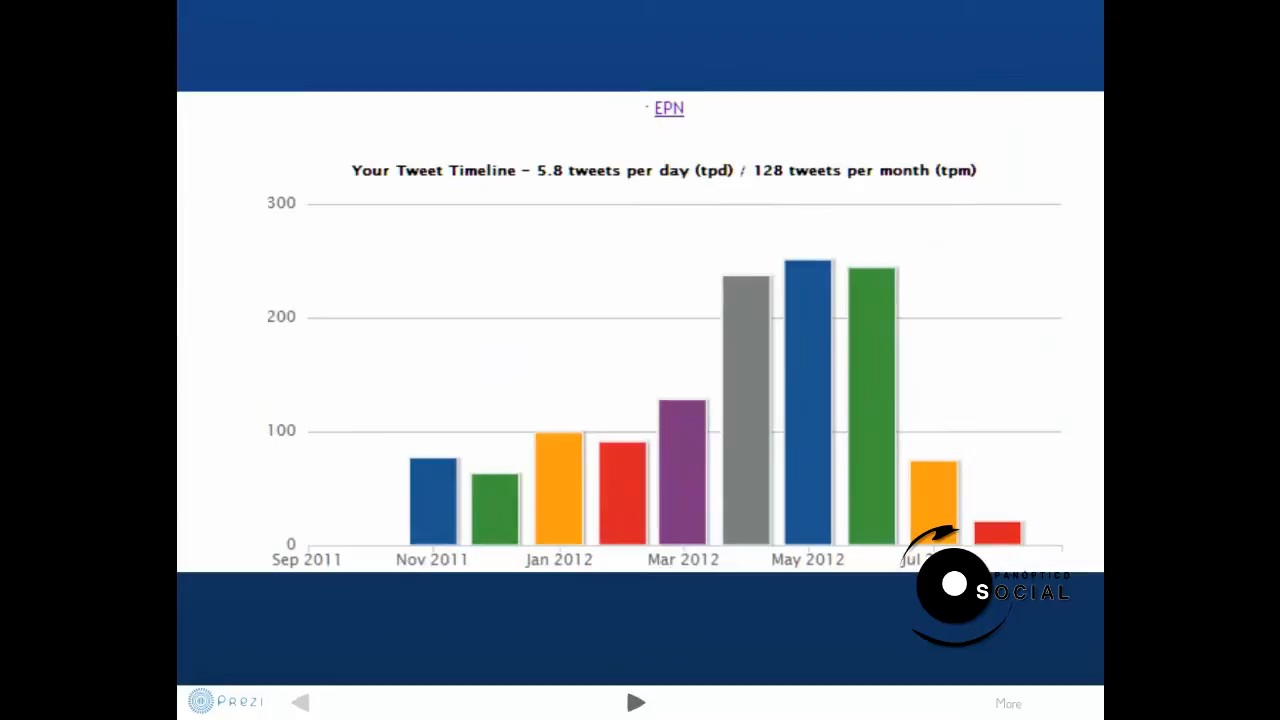 EPN
Your Tweet Timeline - 5.8 tweets per day (tpd) / 128 tweets per month (tpm)
300
200
100
0
Sep 2011 Nov 2011 Jan 2012 Mar 2012 May 2012 Jul
PANÓPTICO
SOCIAL
PREZI More